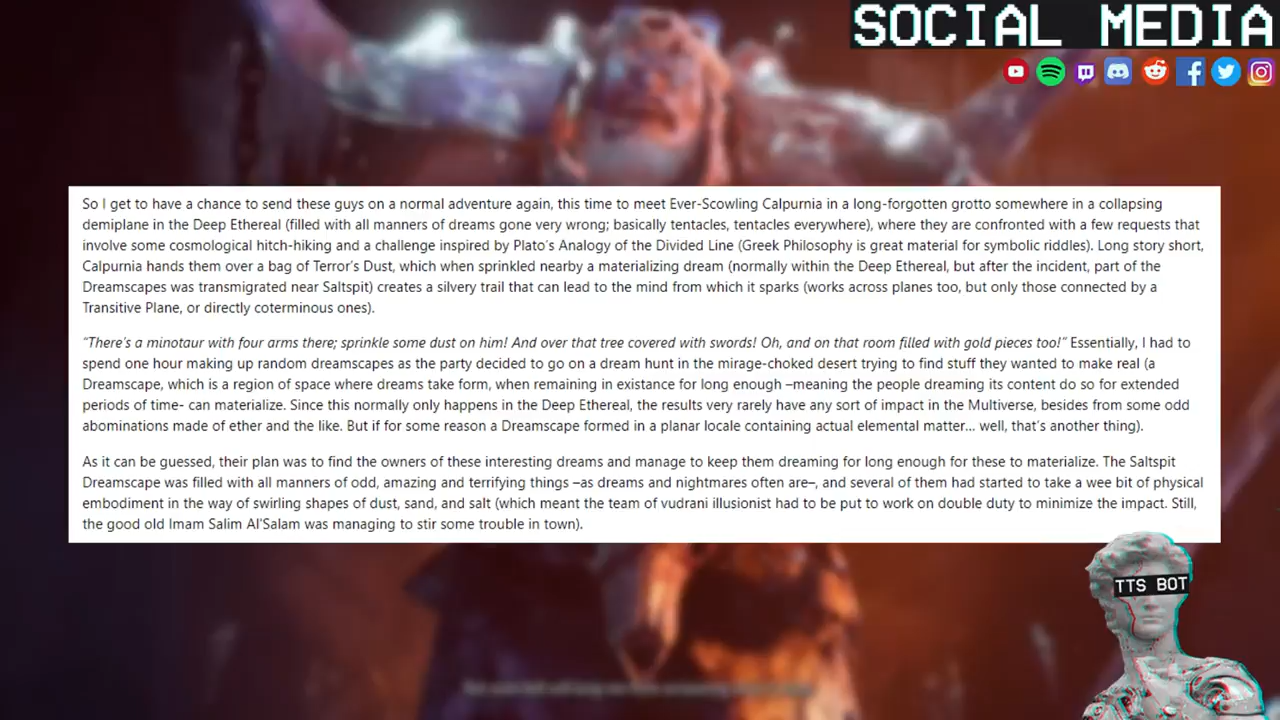 SOCIAL MEDIA
So I get to have a chance to send these guys on a normal adventure again, this time to meet Ever-Scowling Calpurnia in a long-forgotten grotto somewhere in a collapsing
demiplane in the Deep Ethereal (filled with all manners of dreams gone very wrong; basically tentacles, tentacles everywhere), where they are confronted with a few requests that
involve some cosmological hitch-hiking and a challenge inspired by Plato's Analogy of the Divided Line (Greek Philosophy is great material for symbolic riddles). Long story short,
Calpurnia hands them over a bag of Terror's Dust, which when sprinkled nearby a materializing dream (normally within the Deep Ethereal, but after the incident, part of the
Dreamscapes was transmigrated near Saltspit) creates a silvery trail that can lead to the mind from which it sparks (works across planes too, but only those connected by a
Transitive Plane, or directly coterminous ones).
“There’s a minotaur with four arms there; sprinkle some dust on him! And over that tree covered with swords! Oh, and on that room filled with gold pieces too!” Essentially, I had to
spend one hour making up random dreamscapes as the party decided to go on a dream hunt in the mirage-choked desert trying to find stuff they wanted to make real (a
Dreamscape, which is a region of space where dreams take form, when remaining in existance for long enough –meaning the people dreaming its content do so for extended
periods of time- can materialize. Since this normally only happens in the Deep Ethereal, the results very rarely have any sort of impact in the Multiverse, besides from some odd
abominations made of ether and the like. But if for some reason a Dreamscape formed in a planar locale containing actual elemental matter… well, that’s another thing).
As it can be guessed, their plan was to find the owners of these interesting dreams and manage to keep them dreaming for long enough for these to materialize. The Saltspit
Dreamscape was filled with all manners of odd, amazing and terrifying things –as dreams and nightmares often are–, and several of them had started to take a wee bit of physical
embodiment in the way of swirling shapes of dust, sand, and salt (which meant the team of vudrani illusionist had to be put to work on double duty to minimize the impact. Still,
the good old Imam Salim Al'Salam was managing to stir some trouble in town).
TTS BOT